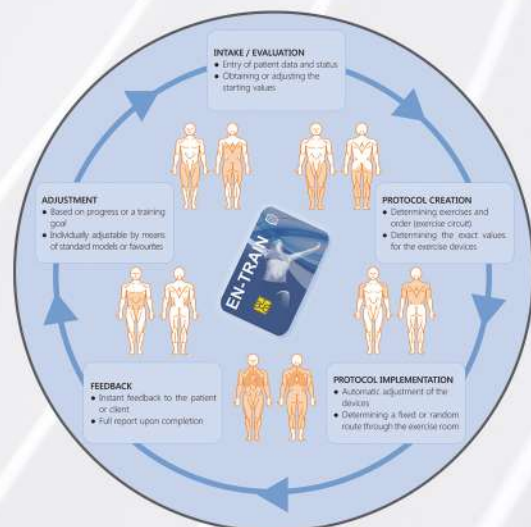 INTAKE / EVALUATION
● Entry of patient data and status
● Obtaining or adjusting the
starting values
PROTOCOL CREATION
● Determining exercises and
order (exercise circuit)
● Determining the exact values
for the exercise devices
PROTOCOL IMPLEMENTATION
● Automatic adjustment of the
devices
● Determining a fixed or random
route through the exercise room
FEEDBACK
● Instant feedback to the patient
or client
● Full report upon completion
ADJUSTMENT
● Based on progress or a training
goal
● Individually adjustable by means
of standard models or favourites
EN-TRAIN